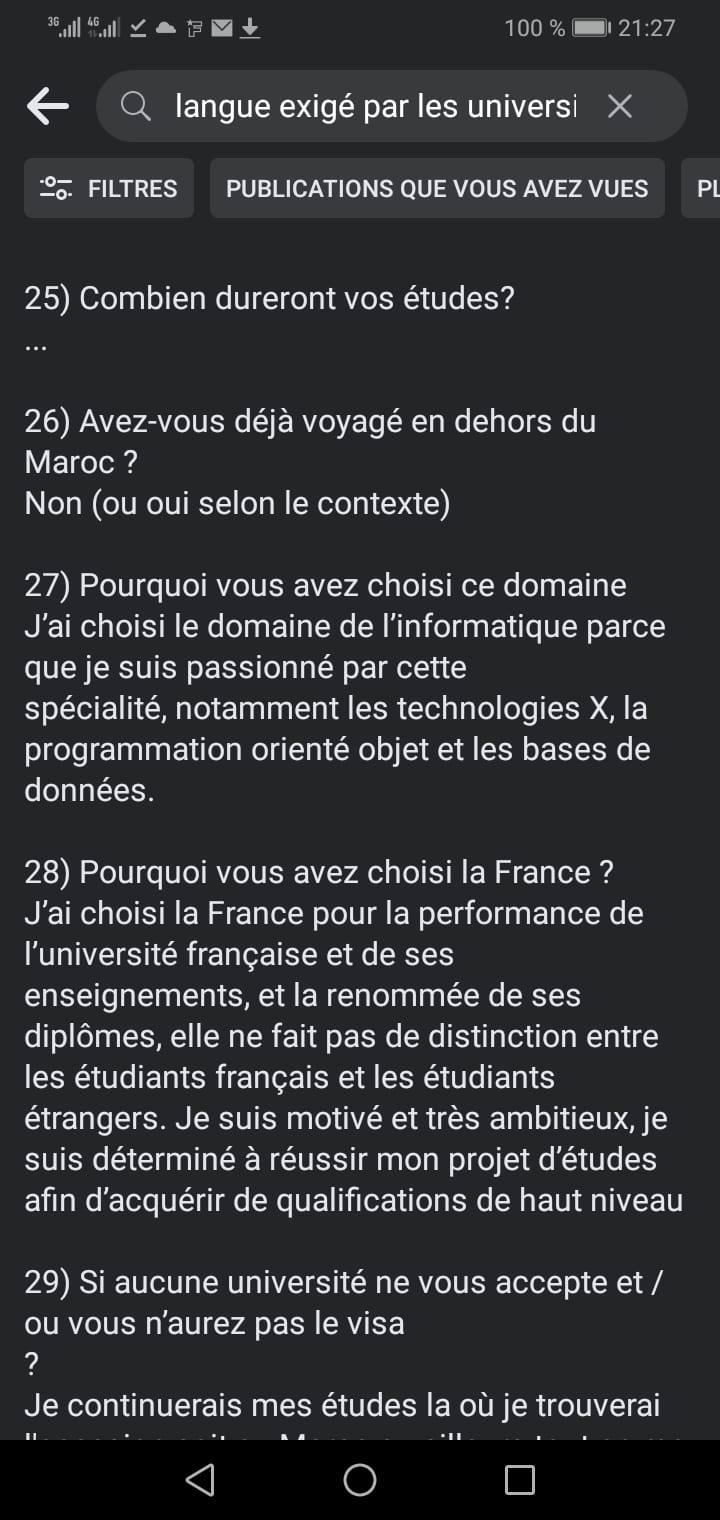 3G 4G 100 % 21:27
langue exigé par les universi
FILTRES PUBLICATIONS QUE VOUS AVEZ VUES PL
25) Combien dureront vos études?
...
26) Avez-vous déjà voyagé en dehors du
Maroc ?
Non (ou oui selon le contexte)
27) Pourquoi vous avez choisi ce domaine
J'ai choisi le domaine de l'informatique parce
que je suis passionné par cette
spécialité, notamment les technologies X, la
programmation orienté objet et les bases de
données.
28) Pourquoi vous avez choisi la France ?
J'ai choisi la France pour la performance de
l'université française et de ses
enseignements, et la renommée de ses
diplômes, elle ne fait pas de distinction entre
les étudiants français et les étudiants
étrangers. Je suis motivé et très ambitieux, je
suis déterminé à réussir mon projet d'études
afin d'acquérir de qualifications de haut niveau
29) Si aucune université ne vous accepte et /
ou vous n'aurez pas le visa
?
Je continuerais mes études la où je trouverai